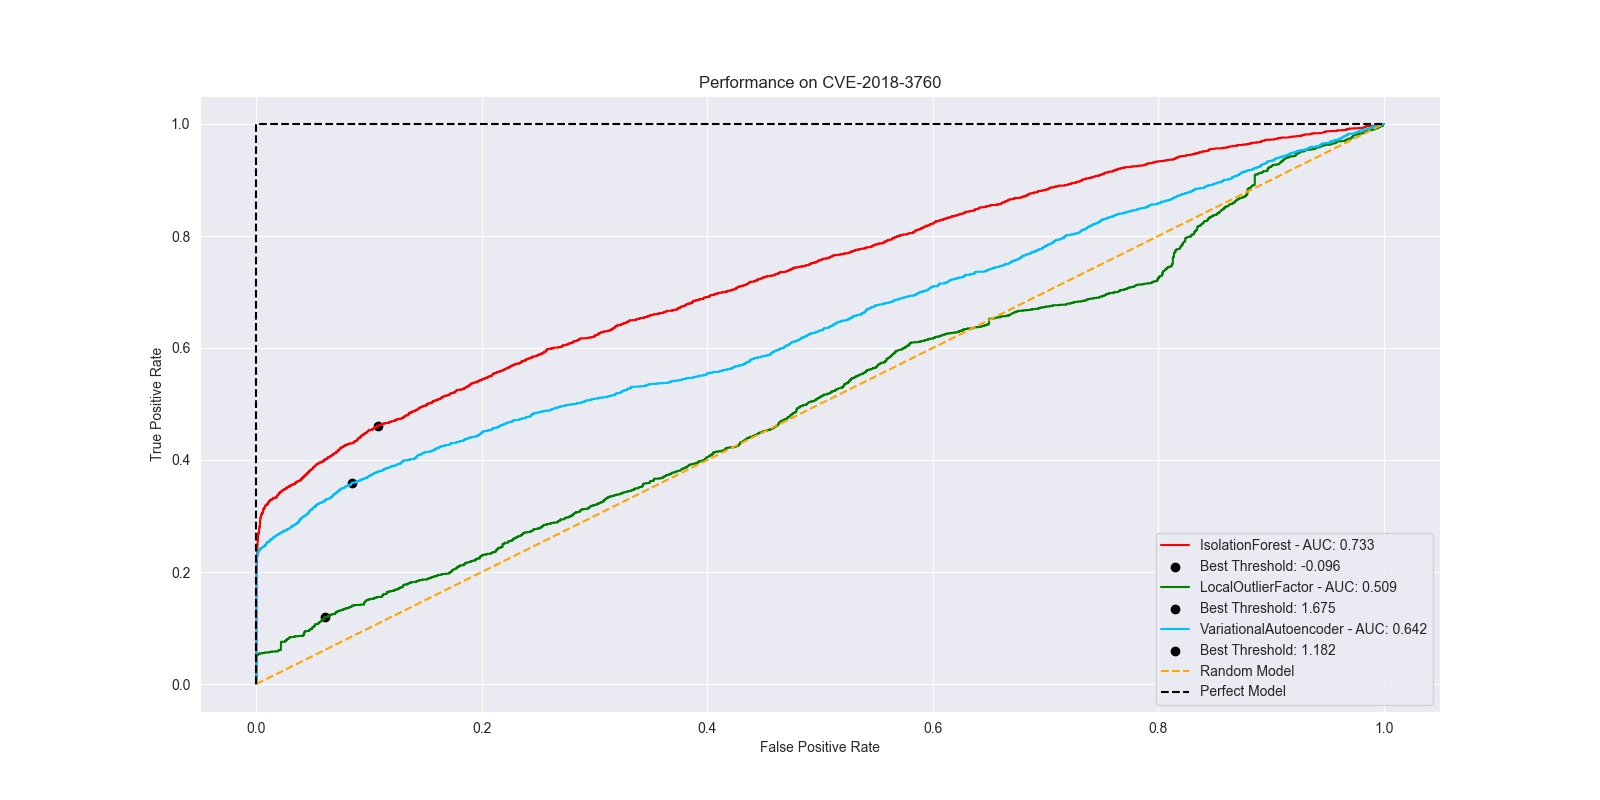 Performance on CVE-2018-3760
True Positive Rate
1.0
0.8
0.6
0.4
0.2
0.0
0.0 0.2 0.4 0.6 0.8 1.0
False Positive Rate
IsolationForest - AUC: 0.733
Best Threshold: -0.096
LocalOutlierFactor - AUC: 0.509
Best Threshold: 1.675
VariationalAutoencoder - AUC: 0.642
Best Threshold: 1.182
Random Model
Perfect Model